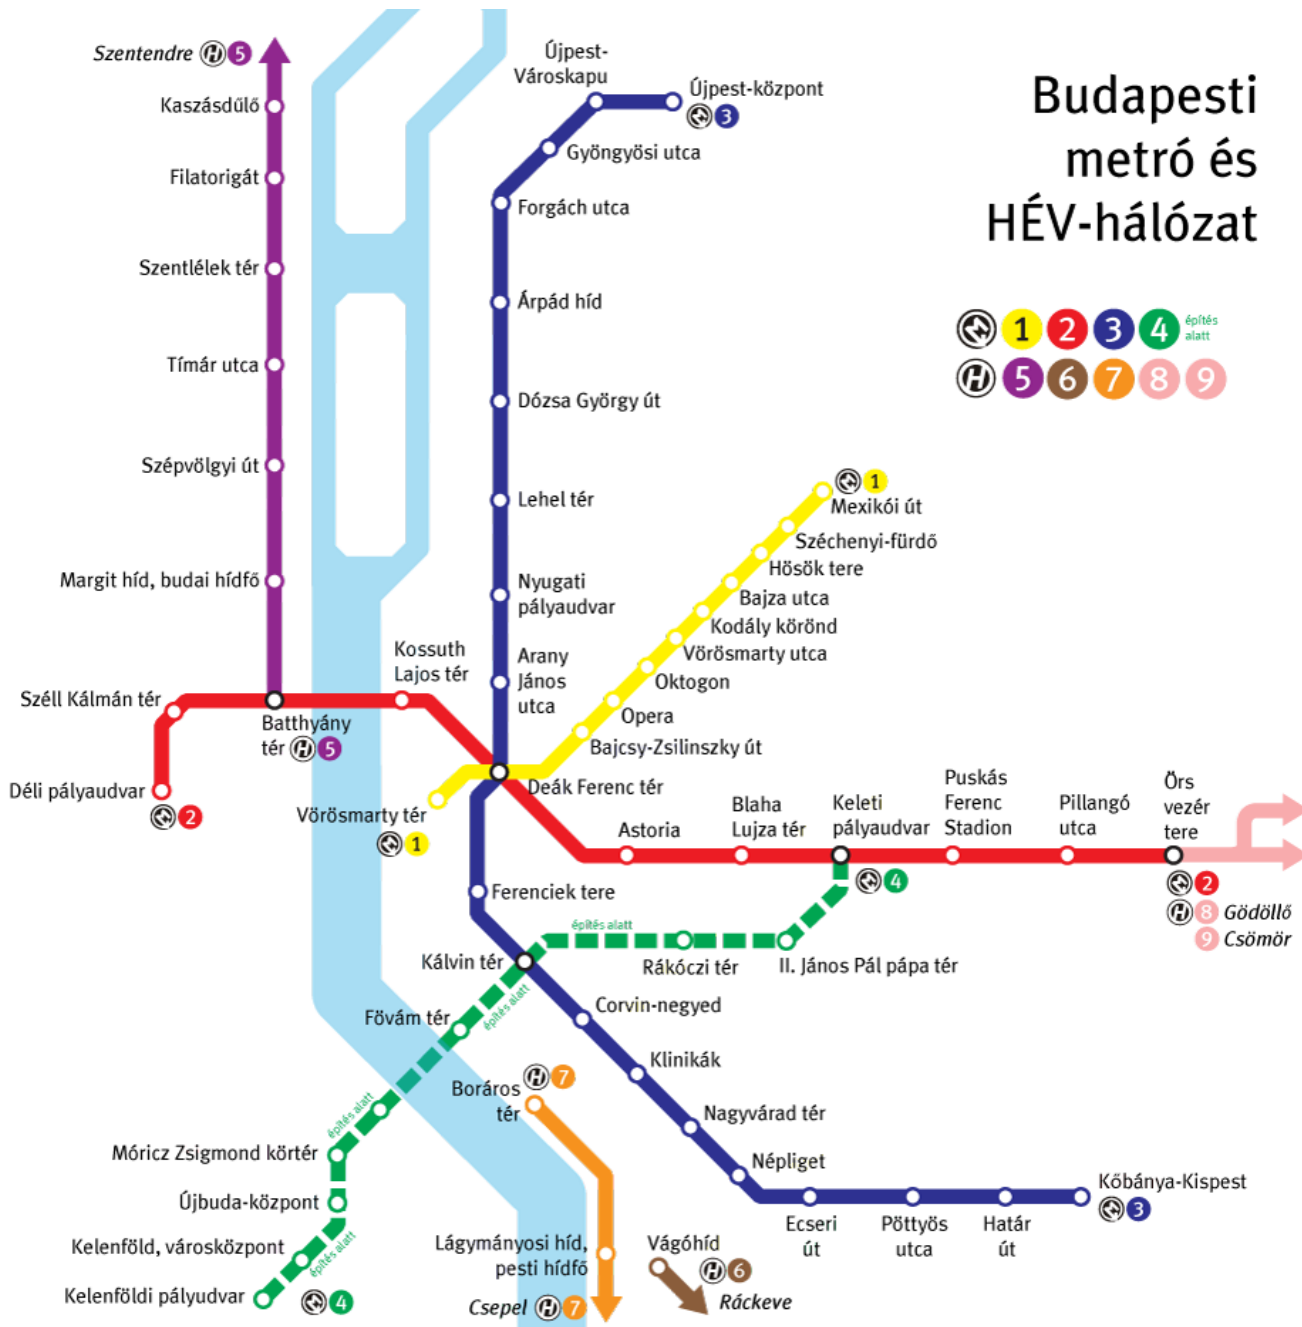 Budapesti
metró és
HÉV-hálózat
1 2 3 4 építés
alatt
5 6 7 8 9
Szentendre H 5
Kaszásdűlő
Filatorigát
Szentlélek tér
Tímár utca
Szépvölgyi út
Margit híd, budai hídfő
Batthyány
tér H 5
Újpest-
Városkapu
Újpest-központ
3
Gyöngyösi utca
Forgách utca
Árpád híd
Dózsa György út
Lehel tér
Nyugati
pályaudvar
Arany
János
utca
1
Mexikói út
Széchenyi-fürdő
Hösök tere
Bajza utca
Kodály körönd
Vörösmarty utca
Oktogon
Opera
Bajcsy-Zsilinszky út
Deák Ferenc tér
Vörösmarty tér
1
Kossuth
Lajos tér
Széll Kálmán tér
Déli pályaudvar
2
Astoria
Blaha
Lujza tér
Keleti
pályaudvar
4
Puskás
Ferenc
Stadion
Pillangó
utca
Örs
vezér
tere
2
H 8 Gödöllő
9 Csömör
Ferenciek tere
építés alatt
Rákóczi tér
II. János Pál pápa tér
Kálvin tér
építés alatt
Fövám tér
Corvin-negyed
Klinikák
Nagyvárad tér
Népliget
Ecseri
út
Pöttyös
utca
Határ
út
Kőbánya-Kispest
3
építés alatt
Móricz Zsigmond körtér
Újbuda-központ
Kelenföld, városközpont
építés alatt
Kelenföldi pályudvar
4
H 7
Boráros
tér
Lágymányosi híd,
pesti hídfő
Csepel H 7
Vágóhíd
H 6
Ráckeve